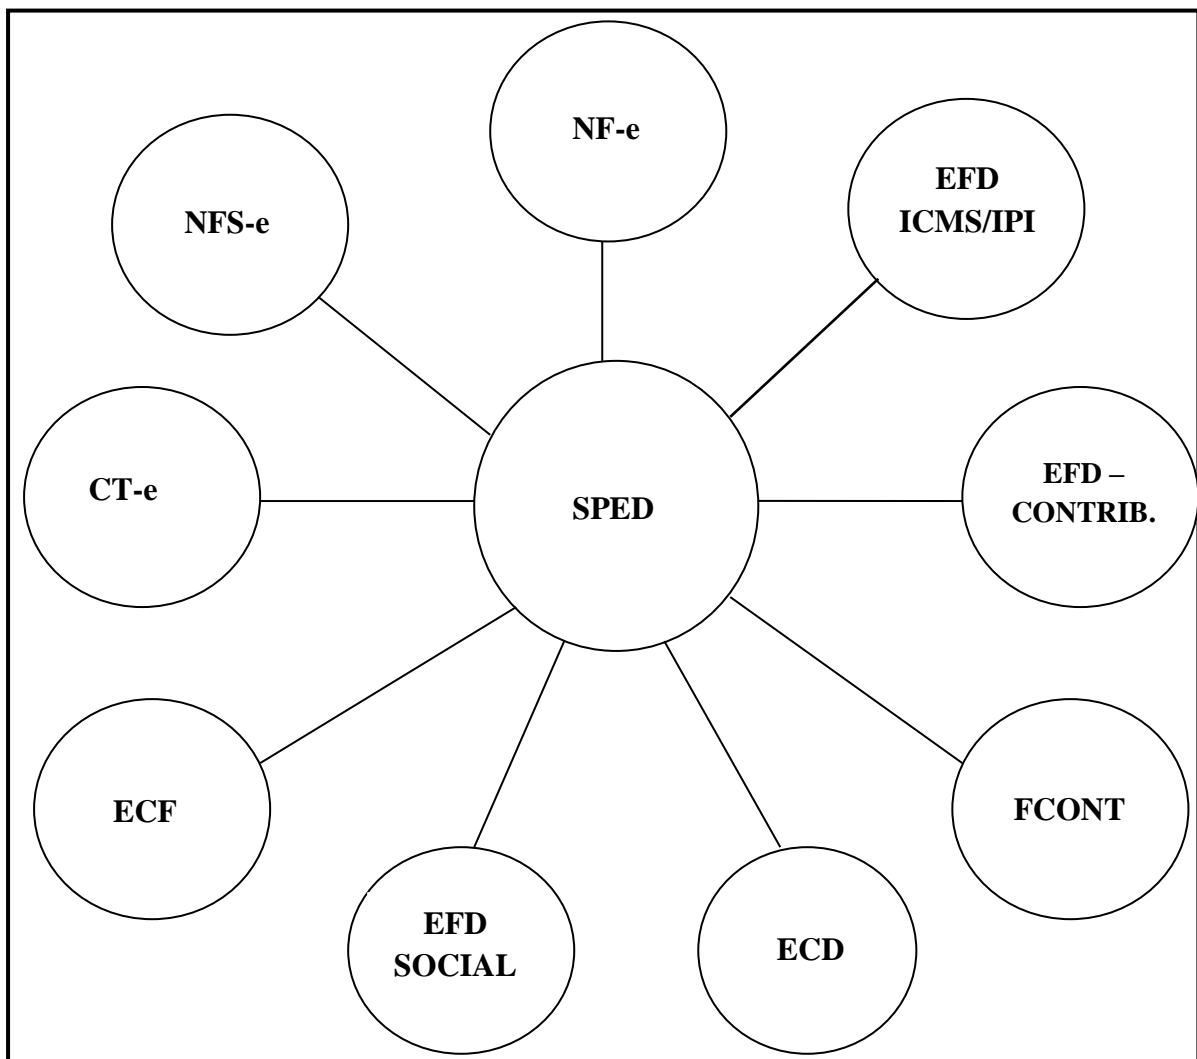 NF-e
EFD
ICMS/IPI
NFS-e
CT-e
SPED
EFD –
CONTRIB.
ECF
FCONT
EFD
SOCIAL
ECD